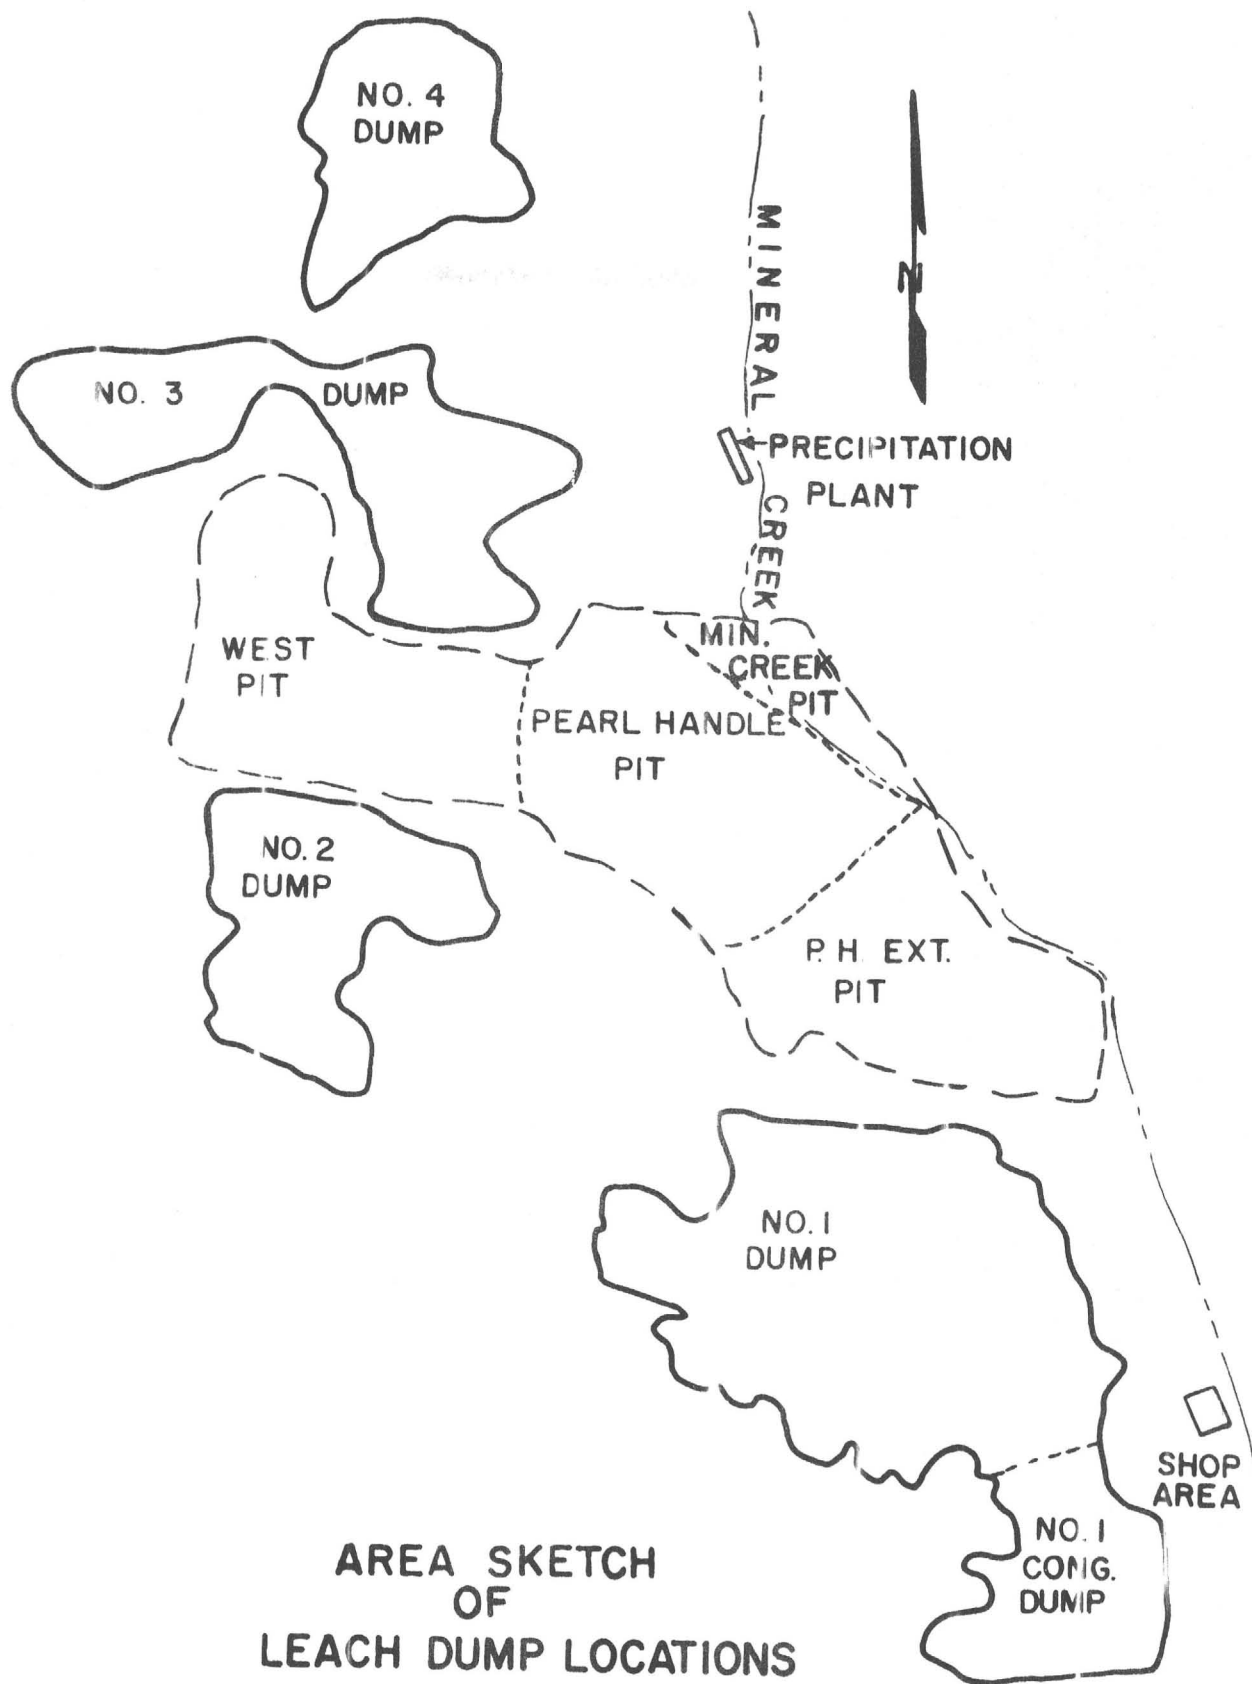 NO. 4
DUMP
N
MINERAL CREEK
NO. 3 DUMP
PRECIPITATION
PLANT
WEST
PIT
MIN.
CREEK
PIT
PEARL HANDLE
PIT
NO. 2
DUMP
P. H. EXT.
PIT
NO. 1
DUMP
SHOP
AREA
NO. 1
CONG.
DUMP
AREA SKETCH
OF
LEACH DUMP LOCATIONS